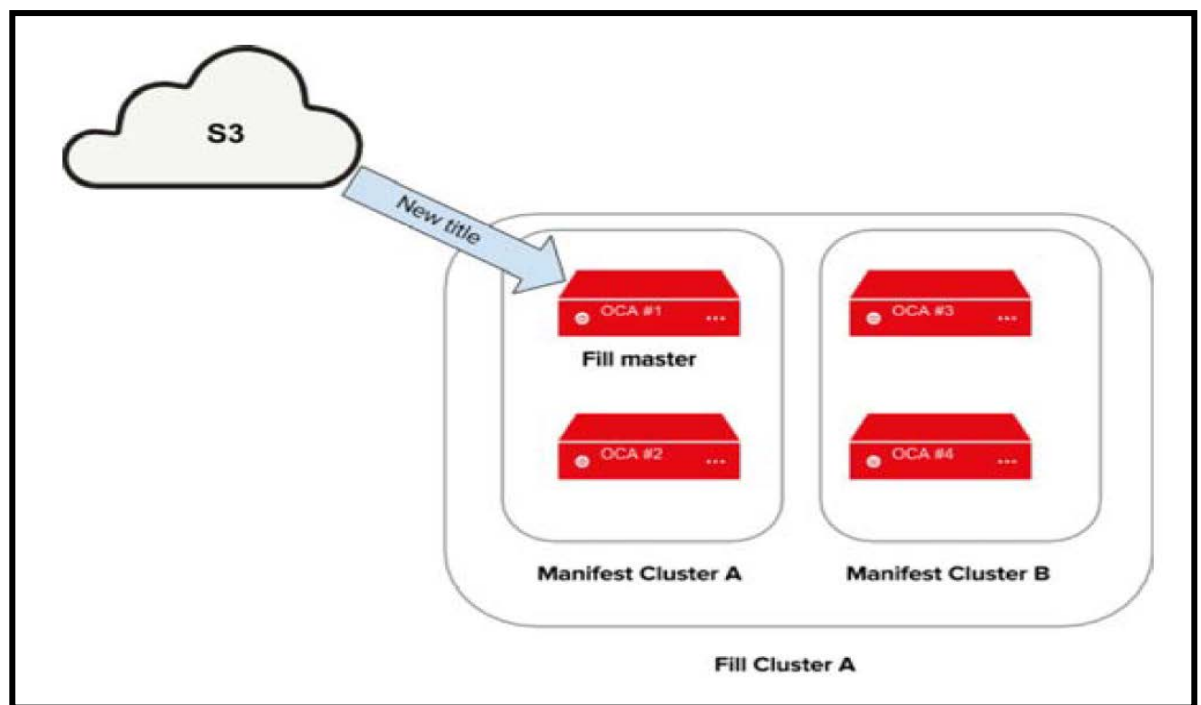 S3
New title
OCA #1
OCA #3
Fill master
OCA #2
OCA #4
Manifest Cluster A
Manifest Cluster B
Fill Cluster A